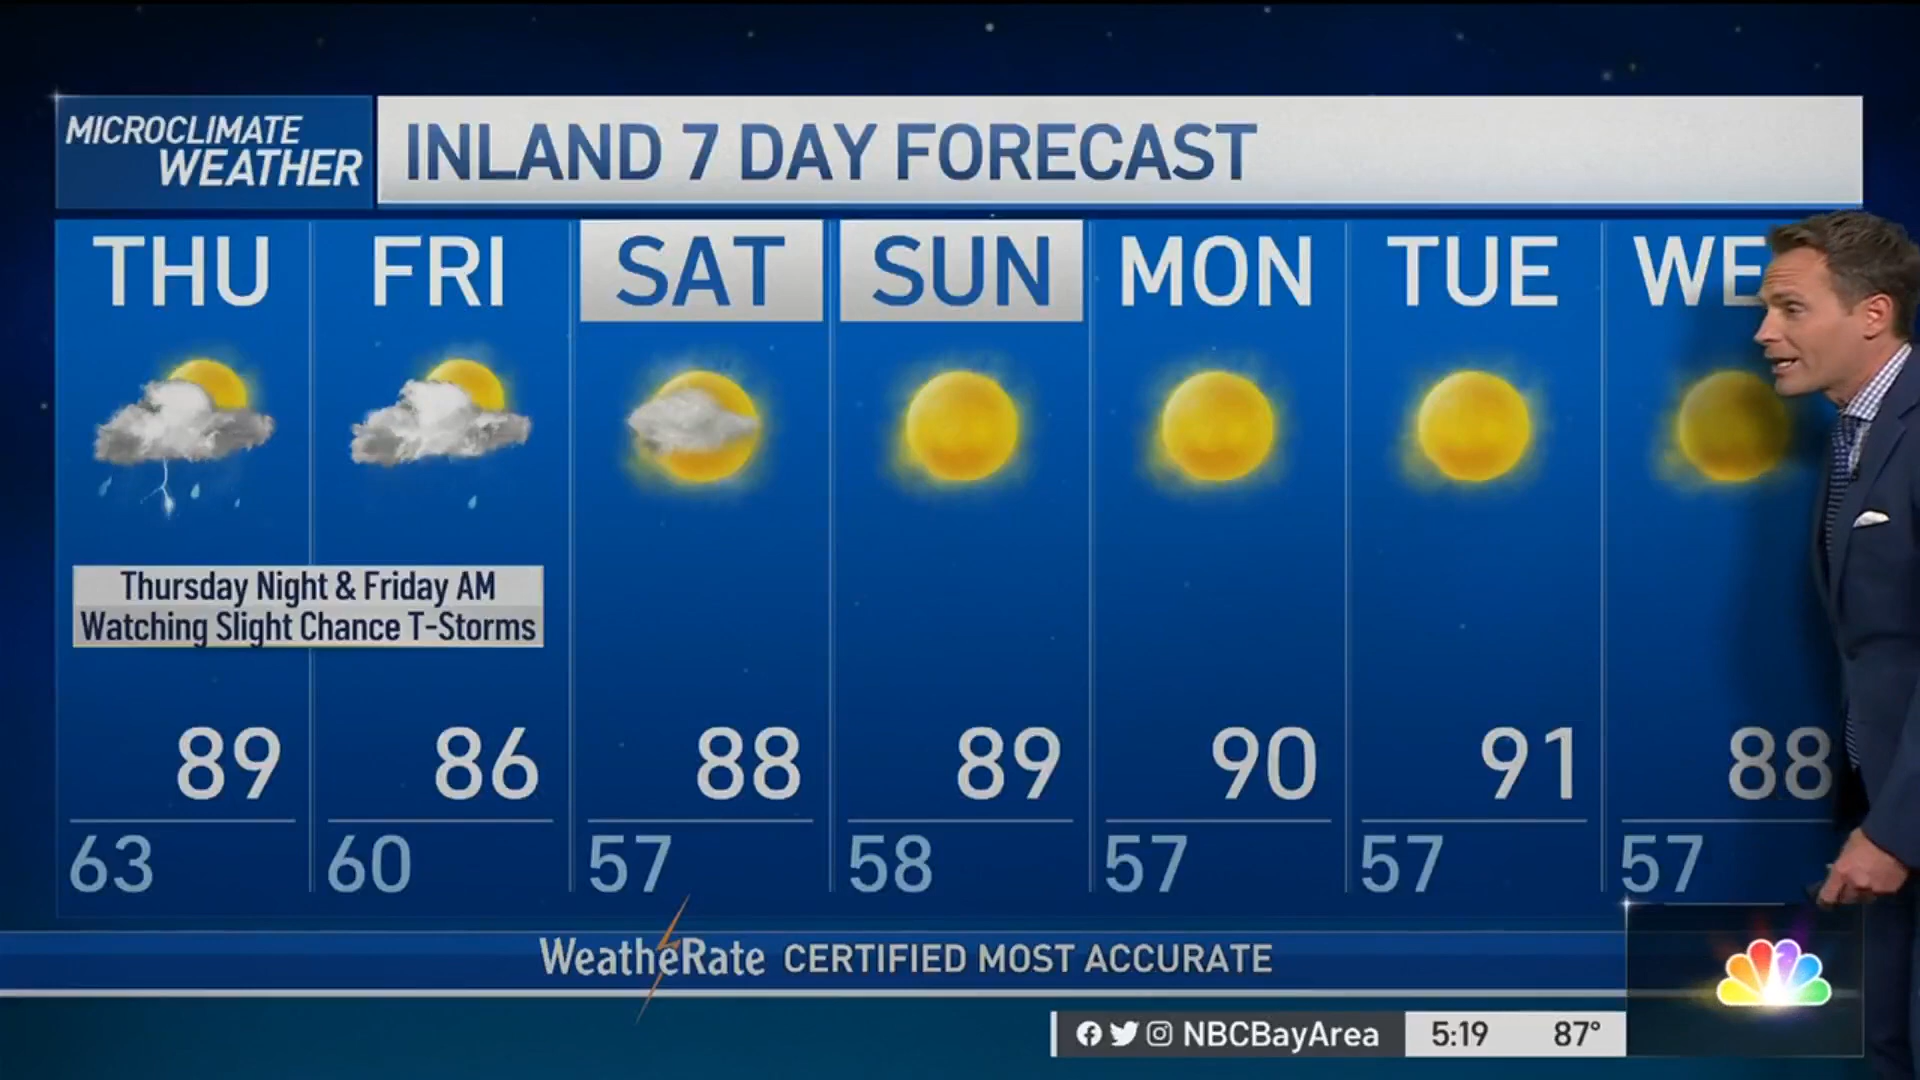 MICROCLIMATE
WEATHER
INLAND 7 DAY FORECAST
THU FRI SAT SUN MON TUE WE
Thursday Night & Friday AM
Watching Slight Chance T-Storms
89 86 88 89 90 91 88
63 60 57 58 57 57 57
WeatheRate CERTIFIED MOST ACCURATE
NBCBayArea 5:19 87°